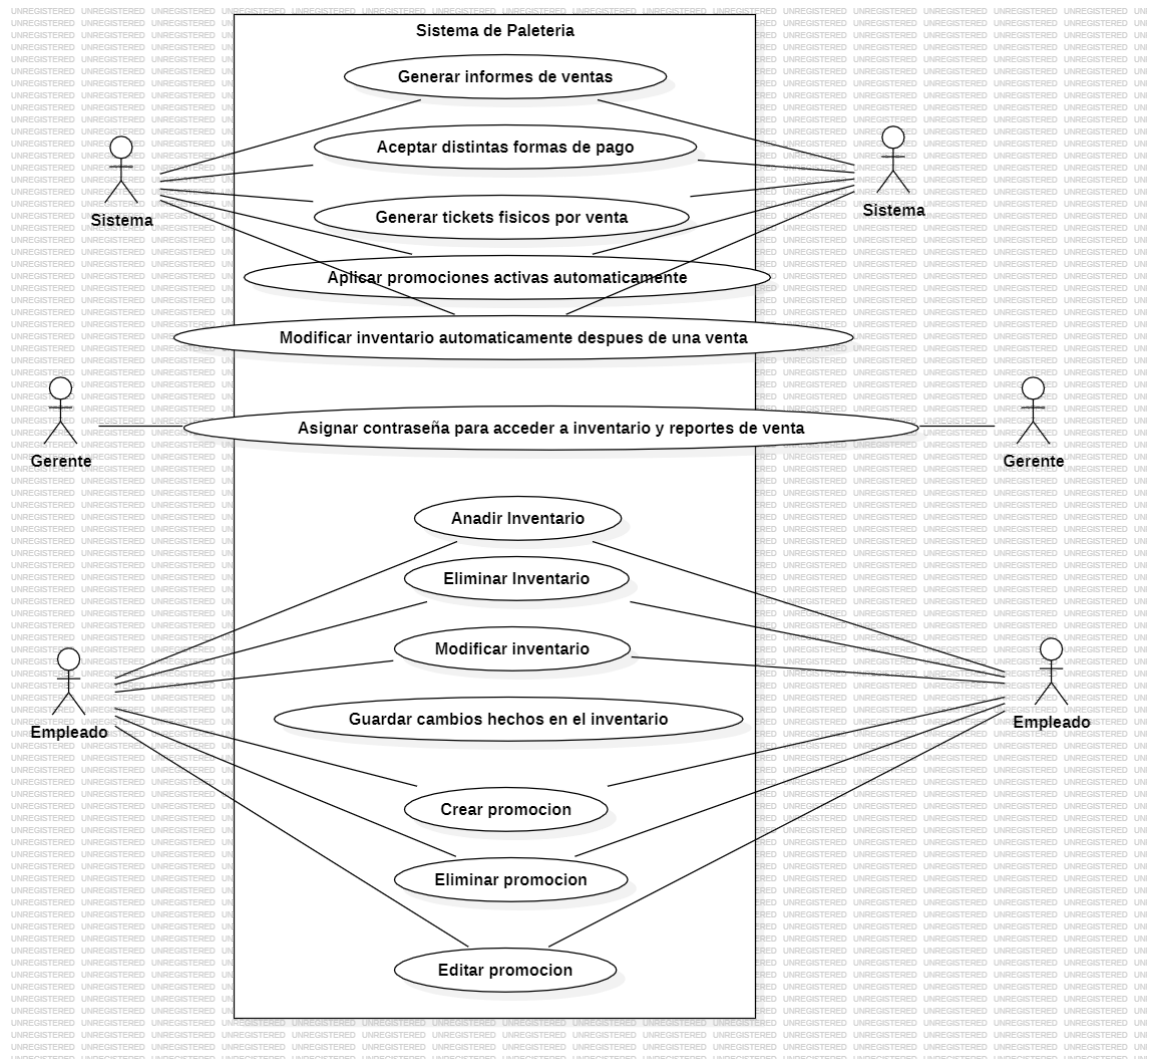 Sistema de Paleteria
Generar informes de ventas
Aceptar distintas formas de pago
Sistema
Sistema
Generar tickets fisicos por venta
Aplicar promociones activas automaticamente
Modificar inventario automaticamente despues de una venta
Asignar contraseña para acceder a inventario y reportes de venta
Gerente
Gerente
Anadir Inventario
Eliminar Inventario
Modificar inventario
Guardar cambios hechos en el inventario
Empleado
Empleado
Crear promocion
Eliminar promocion
Editar promocion
UNREGISTERED